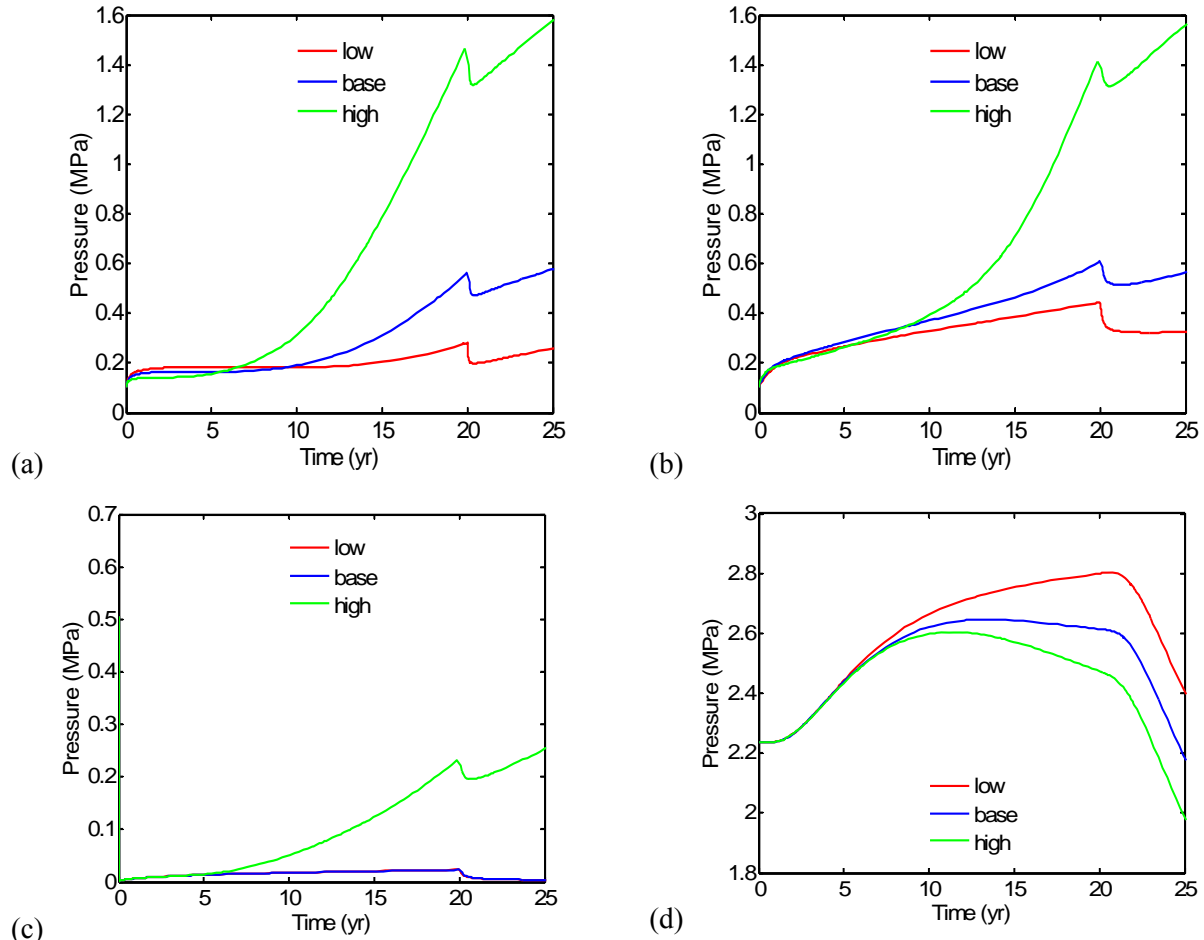 1.6
1.4
1.2
1
0.8
0.6
0.4
0.2
0
Pressure (MPa)
low
base
high
0 5 10 15 20 25
Time (yr)
(a)
1.6
1.4
1.2
1
0.8
0.6
0.4
0.2
0
Pressure (MPa)
low
base
high
0 5 10 15 20 25
Time (yr)
(b)
0.7
0.6
0.5
0.4
0.3
0.2
0.1
0
Pressure (MPa)
low
base
high
0 5 10 15 20 25
Time (yr)
(c)
3
2.8
2.6
2.4
2.2
2
1.8
Pressure (MPa)
low
base
high
0 5 10 15 20 25
Time (yr)
(d)